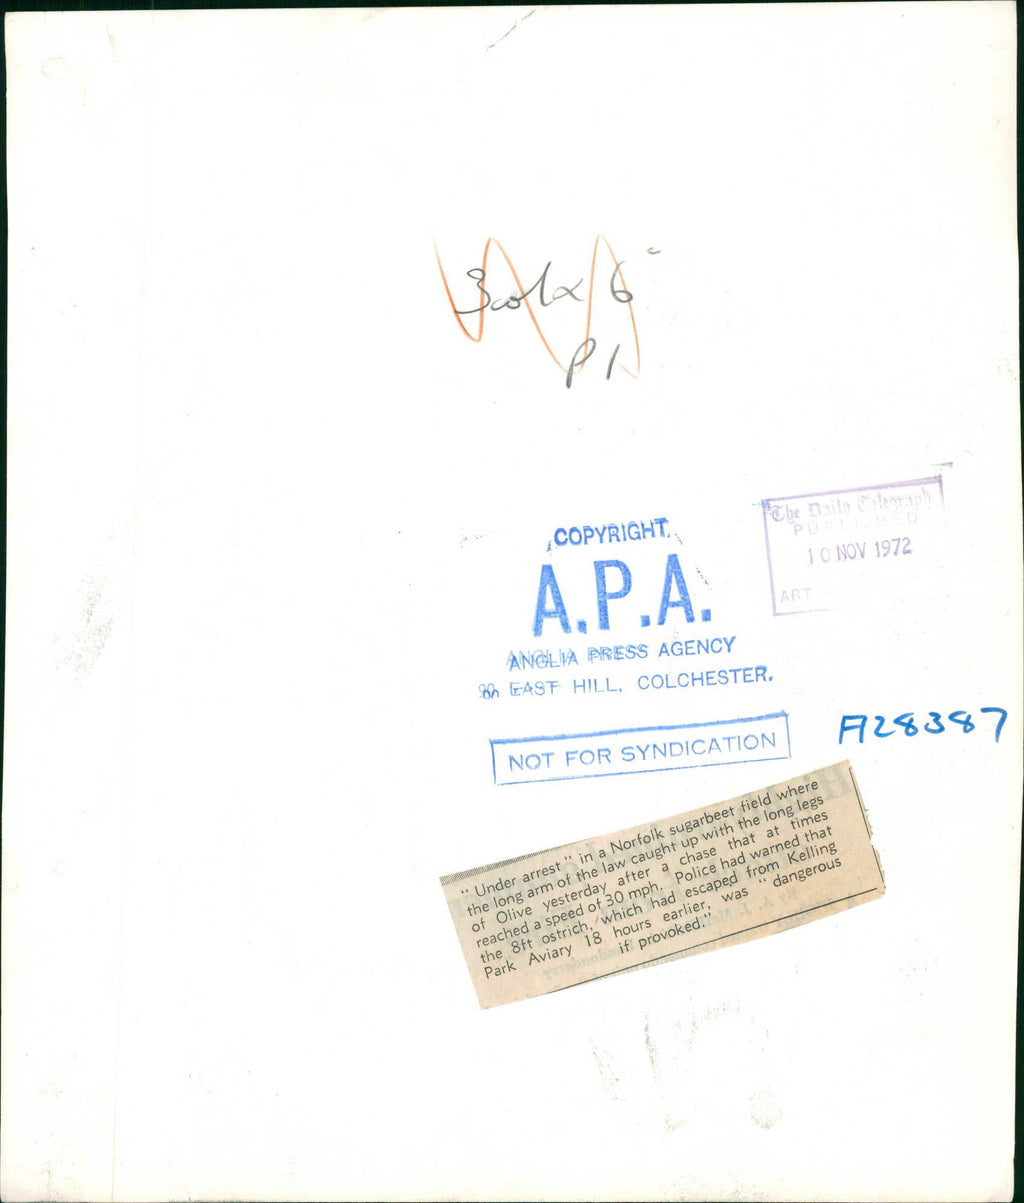 3 col x 6"
P1
The Daily Telegraph
PUBLISHED
10 NOV 1972
ART
COPYRIGHT
A.P.A.
ANGLIA PRESS AGENCY
EAST HILL, COLCHESTER.
A28387
NOT FOR SYNDICATION
" Under arrest " in a Norfolk sugarbeet field where
the long arm of the law caught up with the long legs
of Olive yesterday after a chase that at times
reached a speed of 30 mph. Police had warned that
the 8ft ostrich, which had escaped from Kelling
Park Aviary 18 hours earlier, was " dangerous
if provoked."